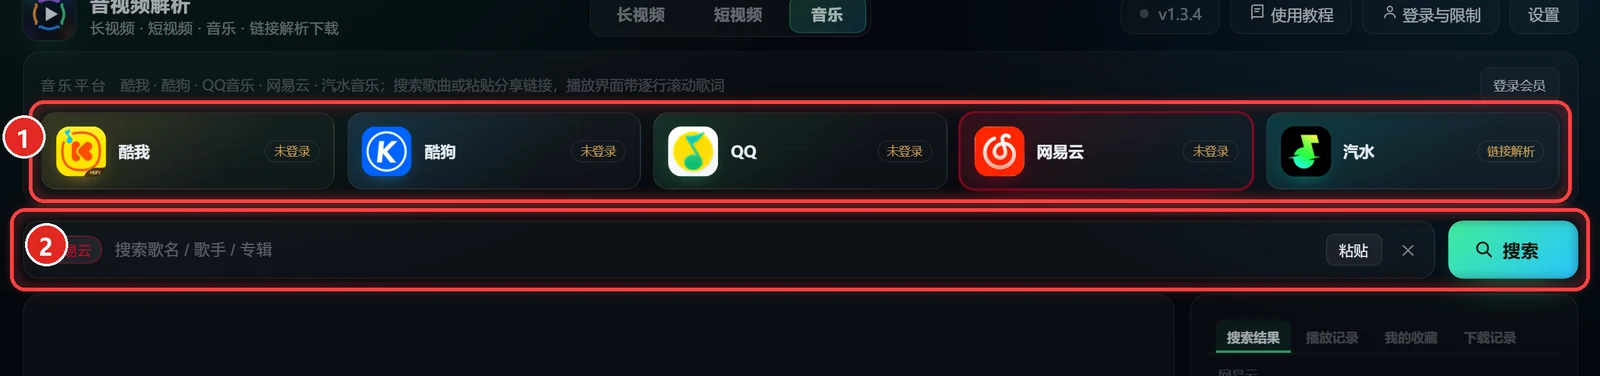 音视频解析
长视频 · 短视频 · 音乐 · 链接解析下载
长视频
短视频
音乐
v1.3.4
使用教程
登录与限制
设置
音乐平台 酷我 · 酷狗 · QQ音乐 · 网易云 · 汽水音乐；搜索歌曲或粘贴分享链接，播放界面带逐行滚动歌词
登录会员
1
酷我
未登录
K
酷狗
未登录
QQ
未登录
网易云
未登录
汽水
链接解析
2
易云
搜索歌名 / 歌手 / 专辑
粘贴
×
搜索
搜索结果
播放记录
我的收藏
下载记录
网易云